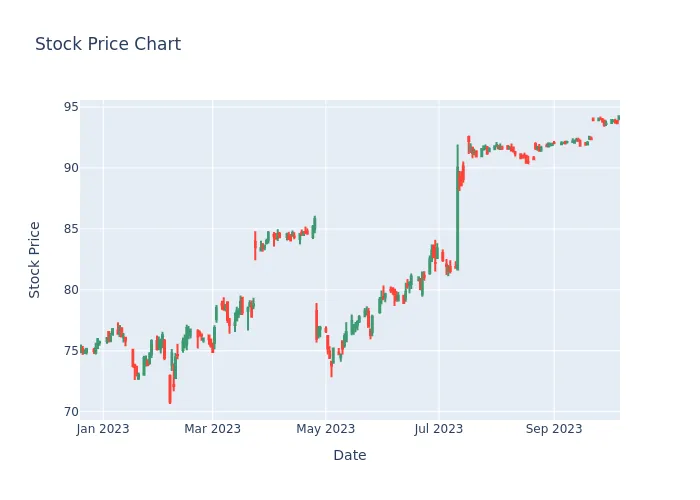 Stock Price Chart
95
90
85
80
75
70
Stock Price
Jan 2023
Mar 2023
May 2023
Jul 2023
Sep 2023
Date